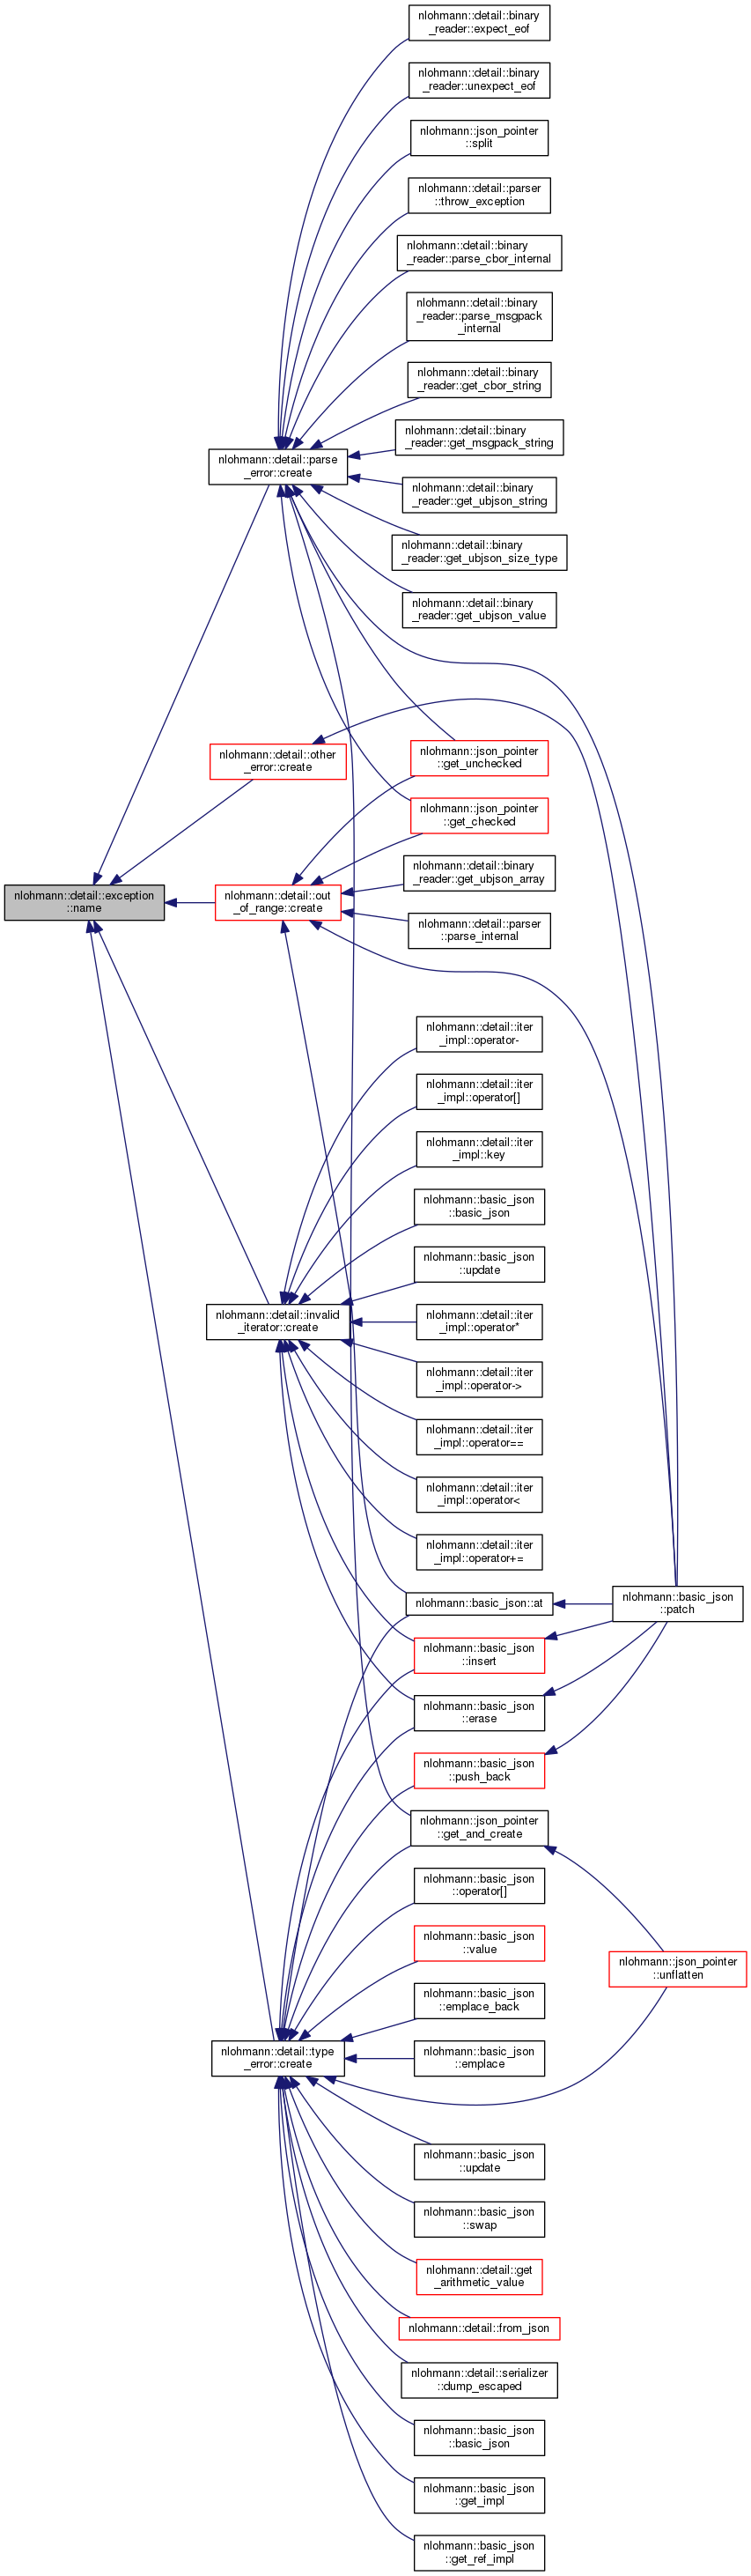 nlohmann::detail::binary
_reader::expect_eof
nlohmann::detail::binary
_reader::unexpect_eof
nlohmann::json_pointer
::split
nlohmann::detail::parser
::throw_exception
nlohmann::detail::binary
_reader::parse_cbor_internal
nlohmann::detail::binary
_reader::parse_msgpack
_internal
nlohmann::detail::binary
_reader::get_cbor_string
nlohmann::detail::binary
_reader::get_msgpack_string
nlohmann::detail::parse
_error::create
nlohmann::detail::binary
_reader::get_ubjson_string
nlohmann::detail::binary
_reader::get_ubjson_size_type
nlohmann::detail::binary
_reader::get_ubjson_value
nlohmann::detail::other
_error::create
nlohmann::json_pointer
::get_unchecked
nlohmann::json_pointer
::get_checked
nlohmann::detail::exception
::name
nlohmann::detail::out
_of_range::create
nlohmann::detail::binary
_reader::get_ubjson_array
nlohmann::detail::parser
::parse_internal
nlohmann::detail::iter
_impl::operator-
nlohmann::detail::iter
_impl::operator[]
nlohmann::detail::iter
_impl::key
nlohmann::basic_json
::basic_json
nlohmann::basic_json
::update
nlohmann::detail::invalid
_iterator::create
nlohmann::detail::iter
_impl::operator*
nlohmann::detail::iter
_impl::operator->
nlohmann::detail::iter
_impl::operator==
nlohmann::detail::iter
_impl::operator<
nlohmann::detail::iter
_impl::operator+=
nlohmann::basic_json::at
nlohmann::basic_json
::patch
nlohmann::basic_json
::insert
nlohmann::basic_json
::erase
nlohmann::basic_json
::push_back
nlohmann::json_pointer
::get_and_create
nlohmann::basic_json
::operator[]
nlohmann::basic_json
::value
nlohmann::json_pointer
::unflatten
nlohmann::basic_json
::emplace_back
nlohmann::detail::type
_error::create
nlohmann::basic_json
::emplace
nlohmann::basic_json
::update
nlohmann::basic_json
::swap
nlohmann::detail::get
_arithmetic_value
nlohmann::detail::from_json
nlohmann::detail::serializer
::dump_escaped
nlohmann::basic_json
::basic_json
nlohmann::basic_json
::get_impl
nlohmann::basic_json
::get_ref_impl